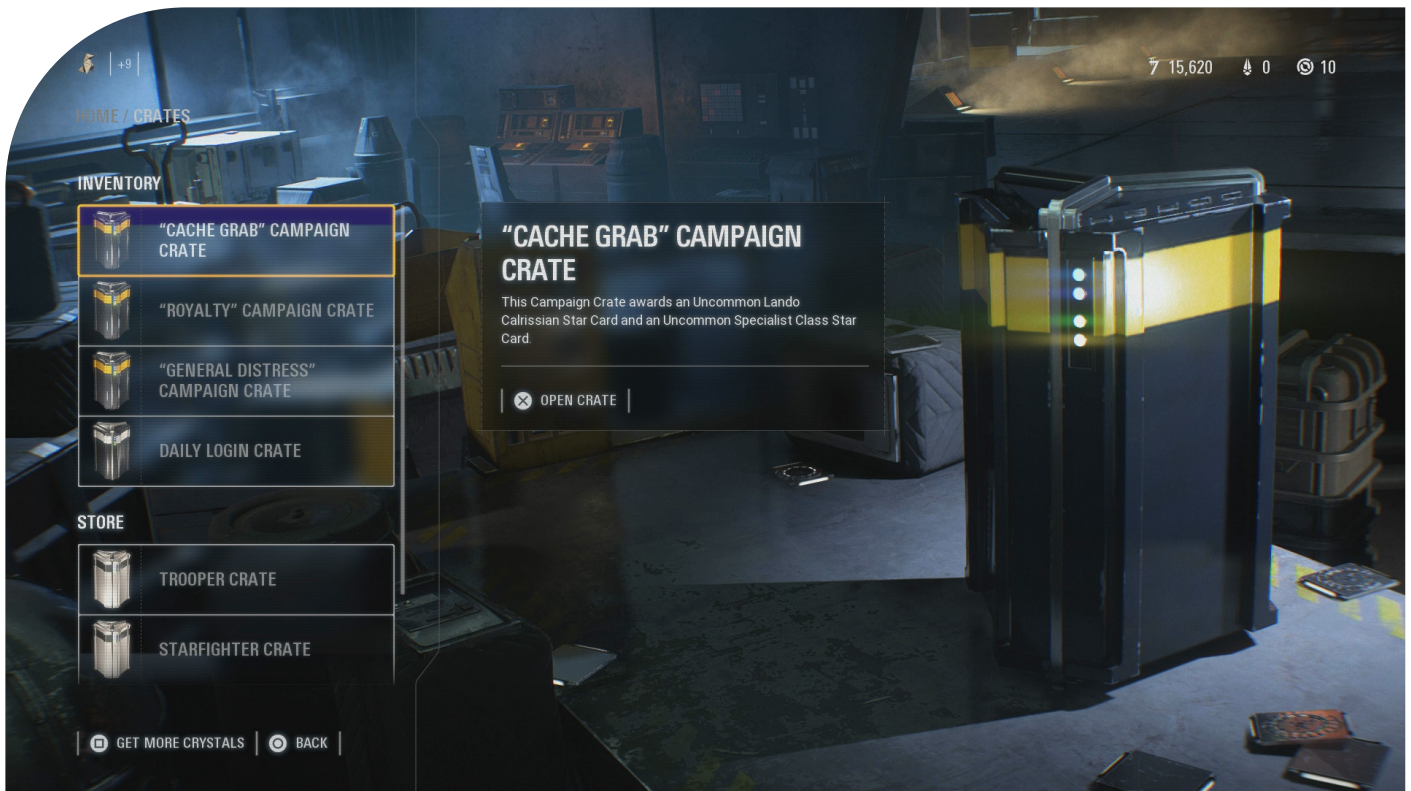 +9
15,620 0 10
HOME / CRATES
INVENTORY
“CACHE GRAB” CAMPAIGN
CRATE
“ROYALTY” CAMPAIGN CRATE
“GENERAL DISTRESS”
CAMPAIGN CRATE
DAILY LOGIN CRATE
STORE
TROOPER CRATE
STARFIGHTER CRATE
“CACHE GRAB” CAMPAIGN
CRATE
This Campaign Crate awards an Uncommon Lando
Calrissian Star Card and an Uncommon Specialist Class Star
Card.
OPEN CRATE
GET MORE CRYSTALS BACK